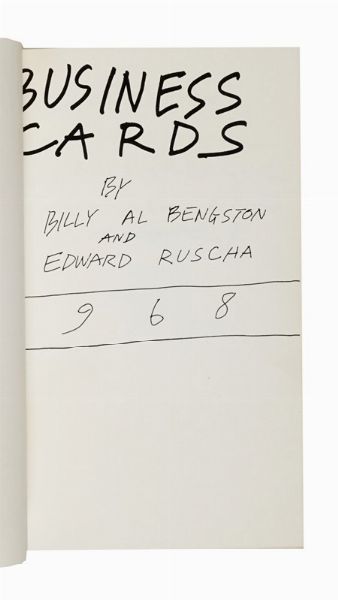 BUSINESS
CARDS
BY
BILLY AL BENGSTON
AND
EDWARD RUSCHA
9 6 8